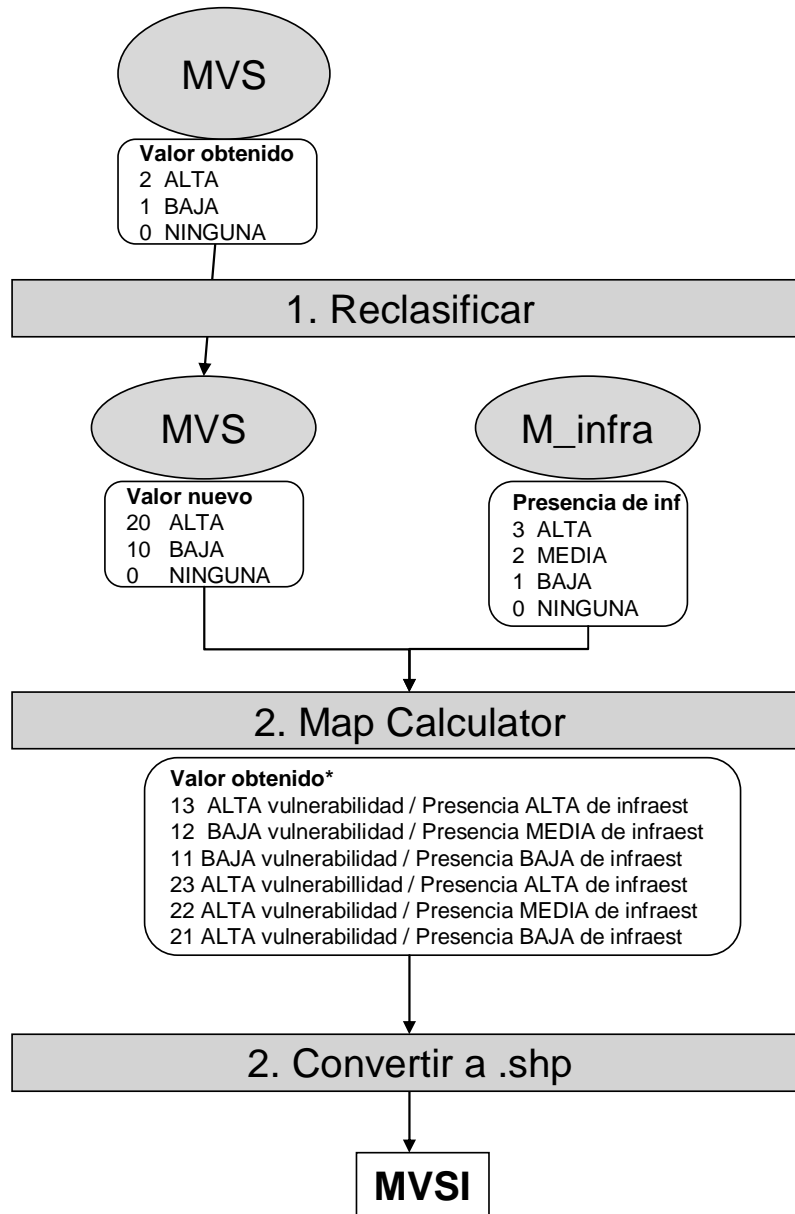 MVS
Valor obtenido
2 ALTA
1 BAJA
0 NINGUNA
1. Reclasificar
MVS
Valor nuevo
20 ALTA
10 BAJA
0 NINGUNA
M_infra
Presencia de inf
3 ALTA
2 MEDIA
1 BAJA
0 NINGUNA
2. Map Calculator
Valor obtenido*
13 ALTA vulnerabilidad / Presencia ALTA de infraest
12 BAJA vulnerabilidad / Presencia MEDIA de infraest
11 BAJA vulnerabilidad / Presencia BAJA de infraest
23 ALTA vulnerabillidad / Presencia ALTA de infraest
22 ALTA vulnerabilidad / Presencia MEDIA de infraest
21 ALTA vulnerabilidad / Presencia BAJA de infraest
2. Convertir a .shp
MVSI